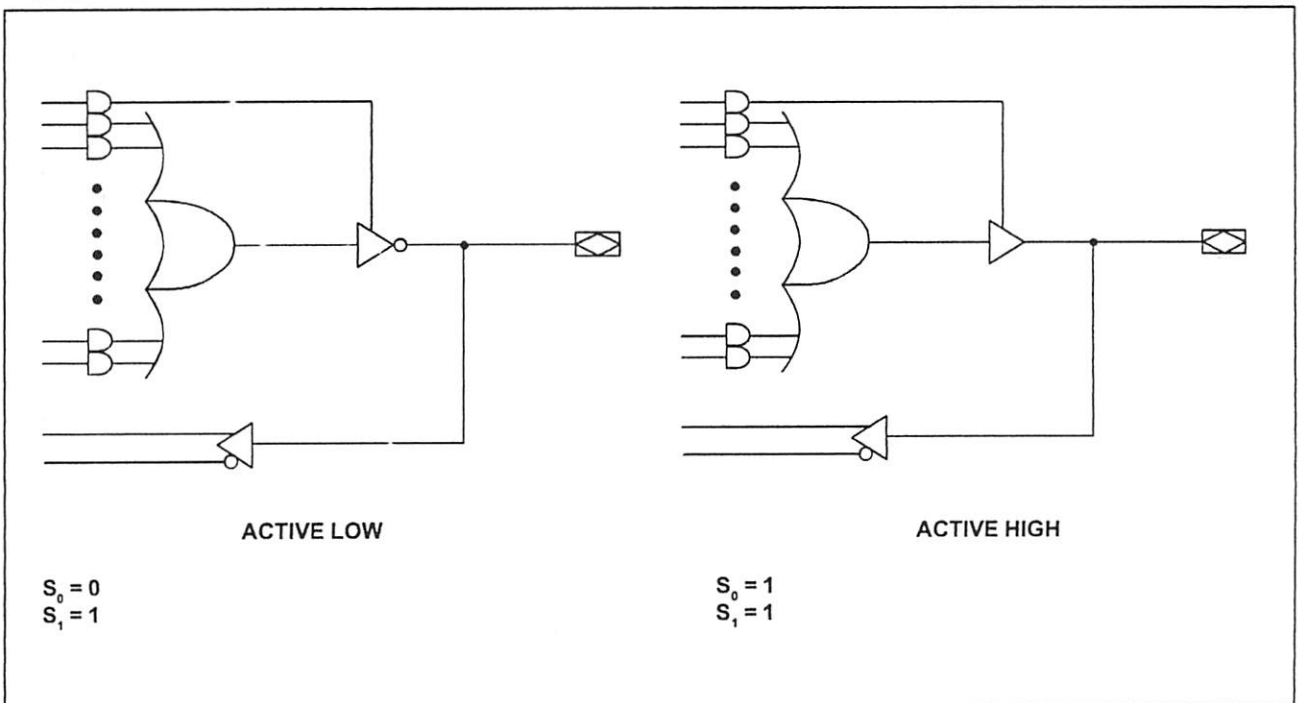 ACTIVE LOW
S₀ = 0
S₁ = 1
ACTIVE HIGH
S₀ = 1
S₁ = 1